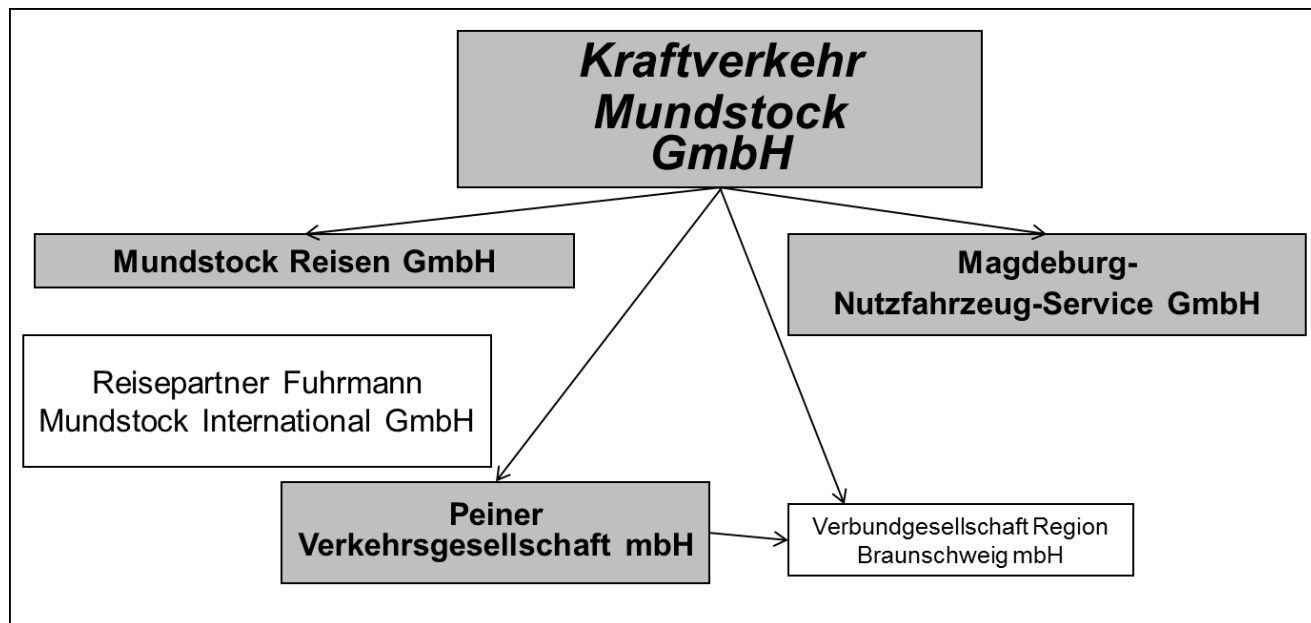 Kraftverkehr
Mundstock
GmbH
Mundstock Reisen GmbH
Magdeburg-
Nutzfahrzeug-Service GmbH
Reisepartner Fuhrmann
Mundstock International GmbH
Peiner
Verkehrsgesellschaft mbH
Verbundgesellschaft Region
Braunschweig mbH